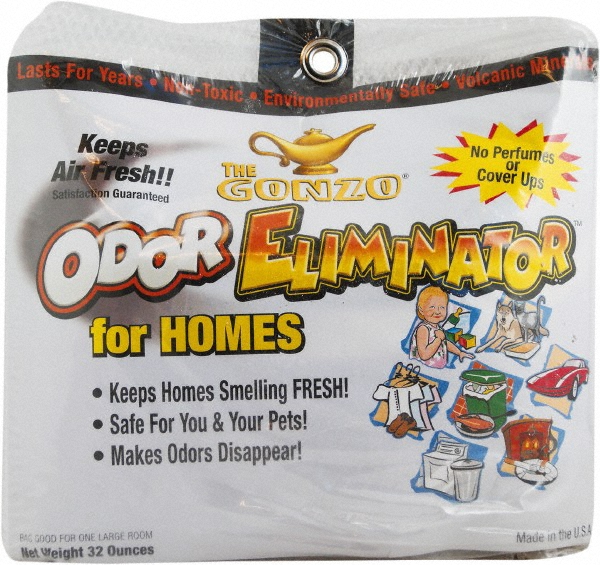 Lasts For Years • Non-Toxic • Environmentally Safe • Volcanic Minerals
Keeps
Air Fresh!!
Satisfaction Guaranteed
THE
GONZO®
No Perfumes
or
Cover Ups
ODOR ELIMINATOR™
for HOMES
• Keeps Homes Smelling FRESH!
• Safe For You & Your Pets!
• Makes Odors Disappear!
BAG GOOD FOR ONE LARGE ROOM
Net Weight 32 Ounces
Made in the U.S.A